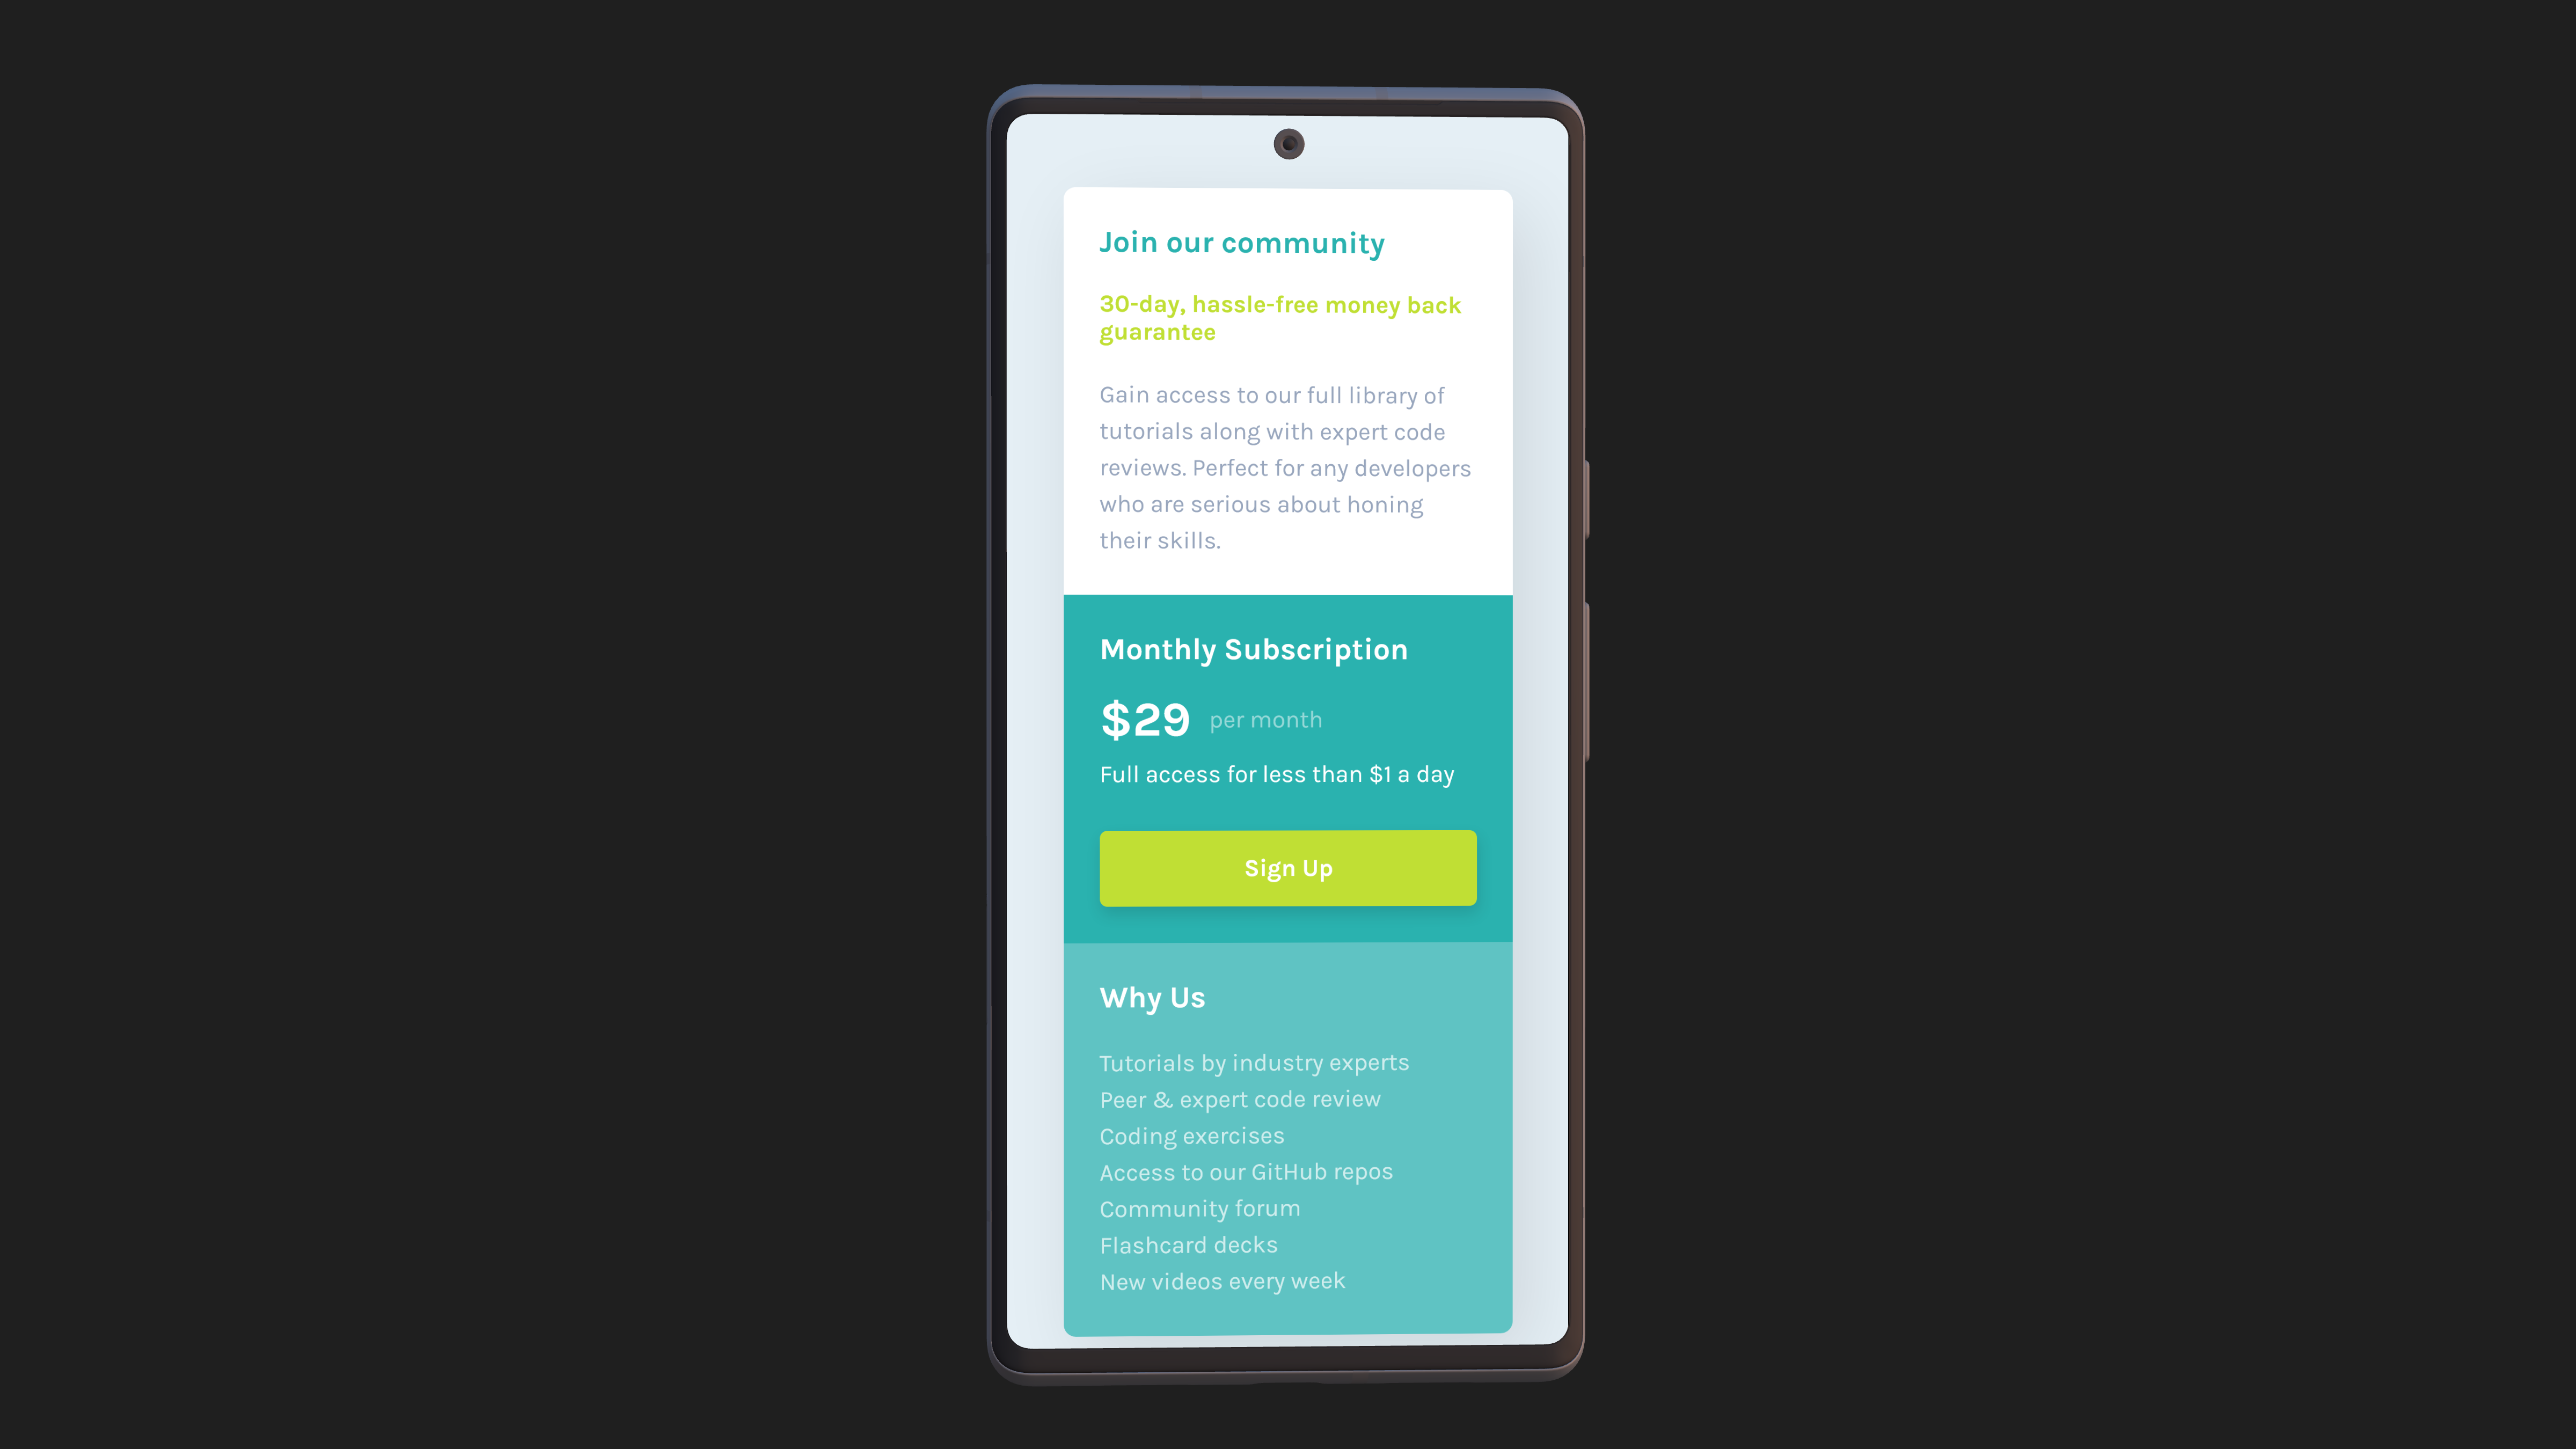 Join our community
30-day, hassle-free money back
guarantee
Gain access to our full library of
tutorials along with expert code
reviews. Perfect for any developers
who are serious about honing
their skills.
Monthly Subscription
$29 per month
Full access for less than $1 a day
Sign Up
Why Us
Tutorials by industry experts
Peer & expert code review
Coding exercises
Access to our GitHub repos
Community forum
Flashcard decks
New videos every week